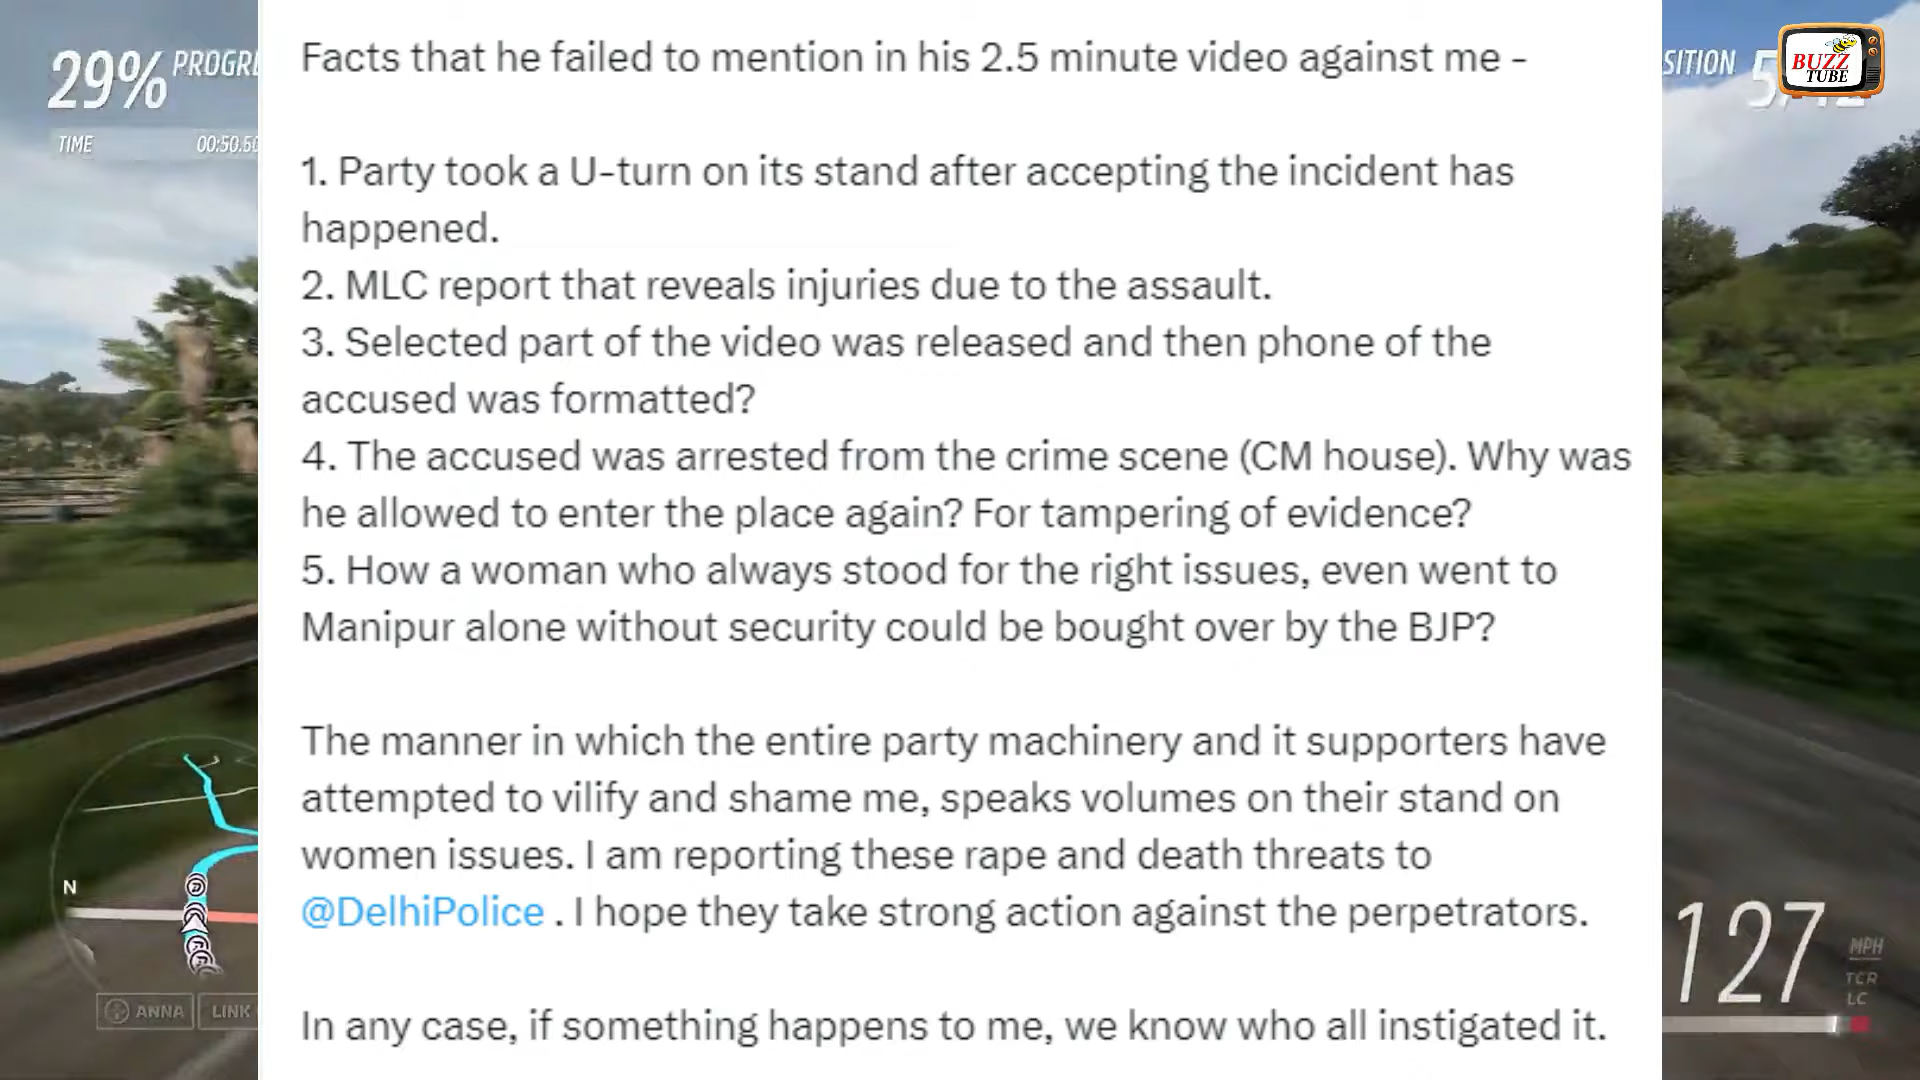 29% PROGR
TIME 00:50.50
SITION 5
BUZZ
TUBE
Facts that he failed to mention in his 2.5 minute video against me -
1. Party took a U-turn on its stand after accepting the incident has
happened.
2. MLC report that reveals injuries due to the assault.
3. Selected part of the video was released and then phone of the
accused was formatted?
4. The accused was arrested from the crime scene (CM house). Why was
he allowed to enter the place again? For tampering of evidence?
5. How a woman who always stood for the right issues, even went to
Manipur alone without security could be bought over by the BJP?
The manner in which the entire party machinery and it supporters have
attempted to vilify and shame me, speaks volumes on their stand on
women issues. I am reporting these rape and death threats to
@DelhiPolice . I hope they take strong action against the perpetrators.
In any case, if something happens to me, we know who all instigated it.
N
ANNA LINK
127 MPH
TCR
LC